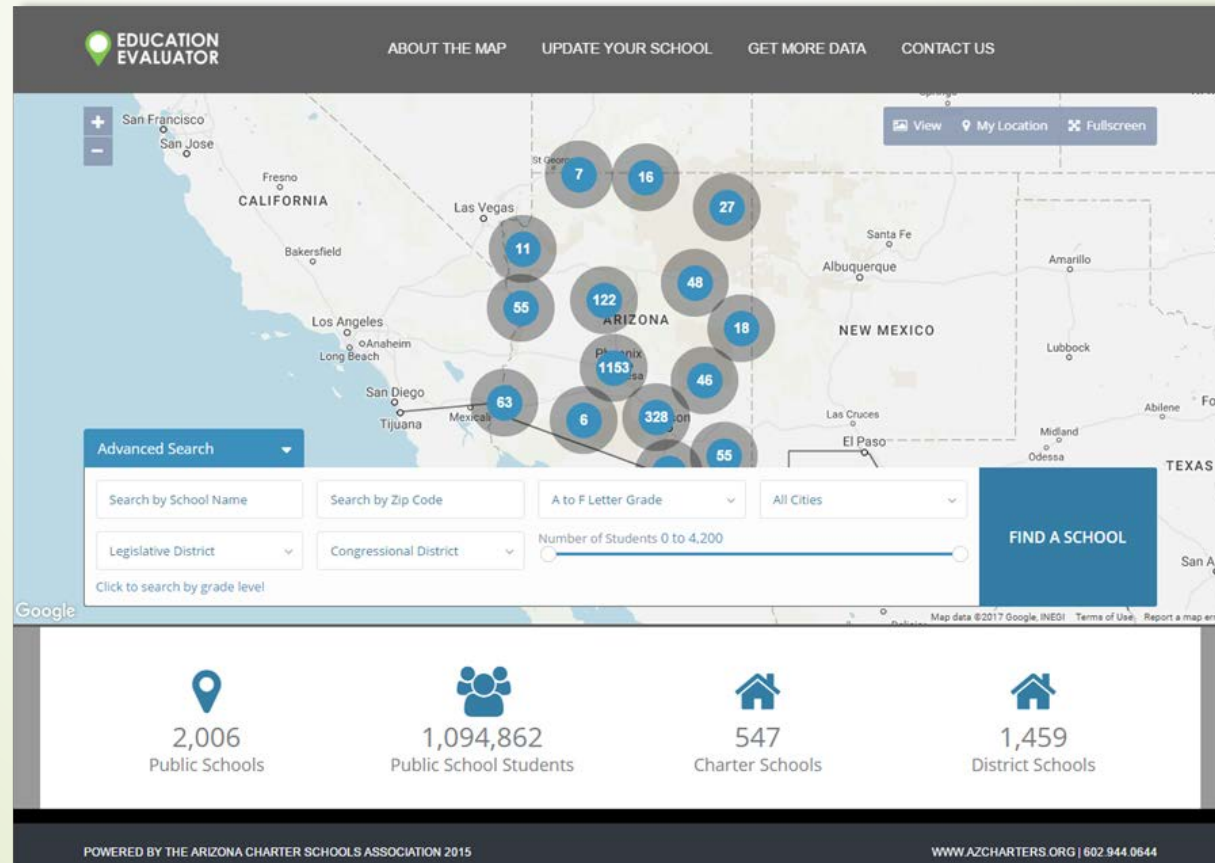 EDUCATION
EVALUATOR
ABOUT THE MAP
UPDATE YOUR SCHOOL
GET MORE DATA
CONTACT US
+
−
View
My Location
Fullscreen
San Francisco
San Jose
Fresno
CALIFORNIA
Las Vegas
Bakersfield
Los Angeles
Anaheim
Long Beach
San Diego
Tijuana
7
16
27
11
48
55
122
ARIZONA
18
1153
46
63
6
328
55
Santa Fe
Albuquerque
Amarillo
NEW MEXICO
Lubbock
Las Cruces
El Paso
Abilene
Midland
Odessa
TEXAS
Advanced Search
Search by School Name
Search by Zip Code
A to F Letter Grade
All Cities
Legislative District
Congressional District
Number of Students 0 to 4,200
FIND A SCHOOL
Click to search by grade level
Google
Map data ©2017 Google, INEGI
Terms of Use
Report a map
2,006
Public Schools
1,094,862
Public School Students
547
Charter Schools
1,459
District Schools
POWERED BY THE ARIZONA CHARTER SCHOOLS ASSOCIATION 2015
WWW.AZCHARTERS.ORG | 602.944.0644